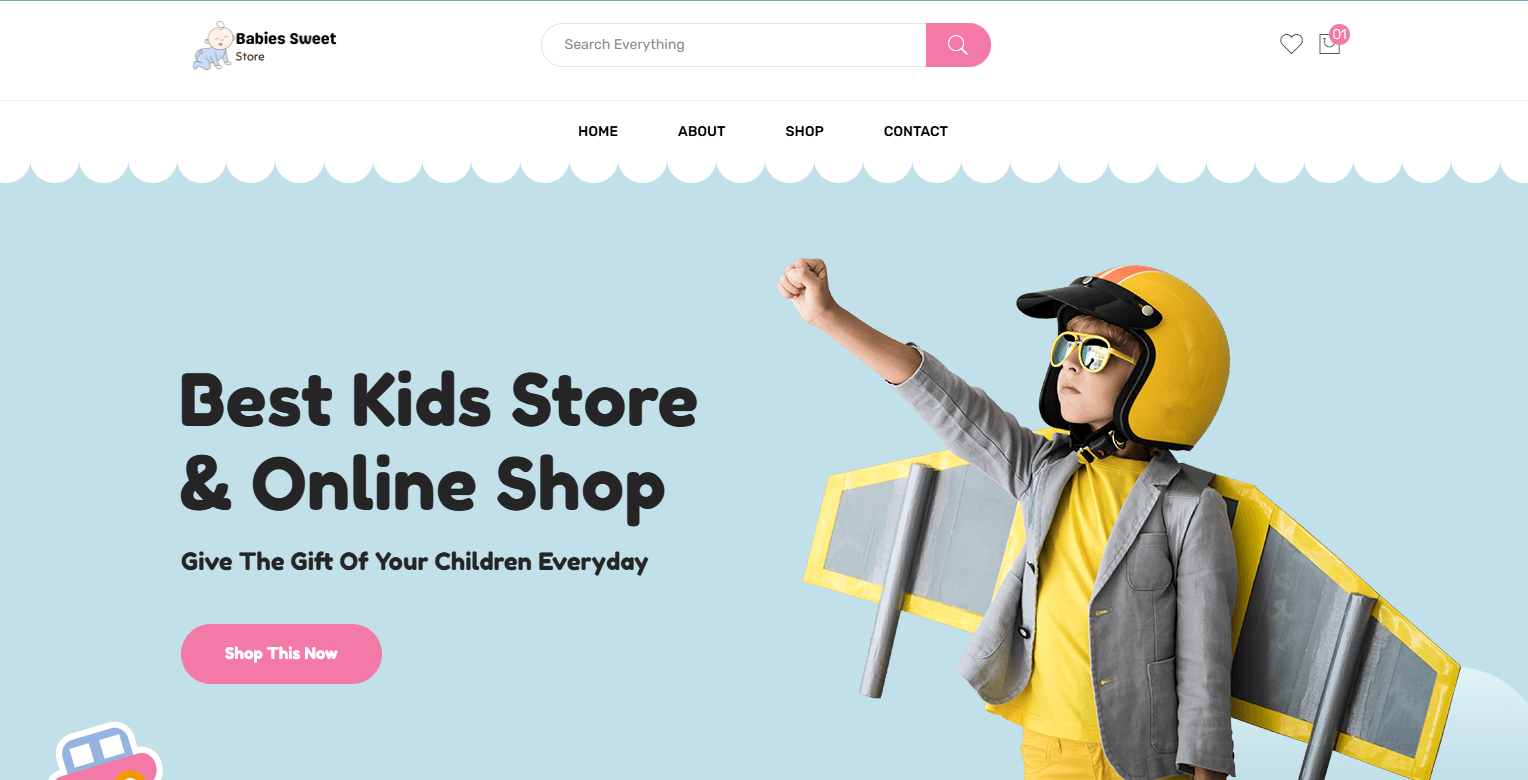 Babies Sweet
Store
Search Everything
01
HOME
ABOUT
SHOP
CONTACT
Best Kids Store
& Online Shop
Give The Gift Of Your Children Everyday
Shop This Now